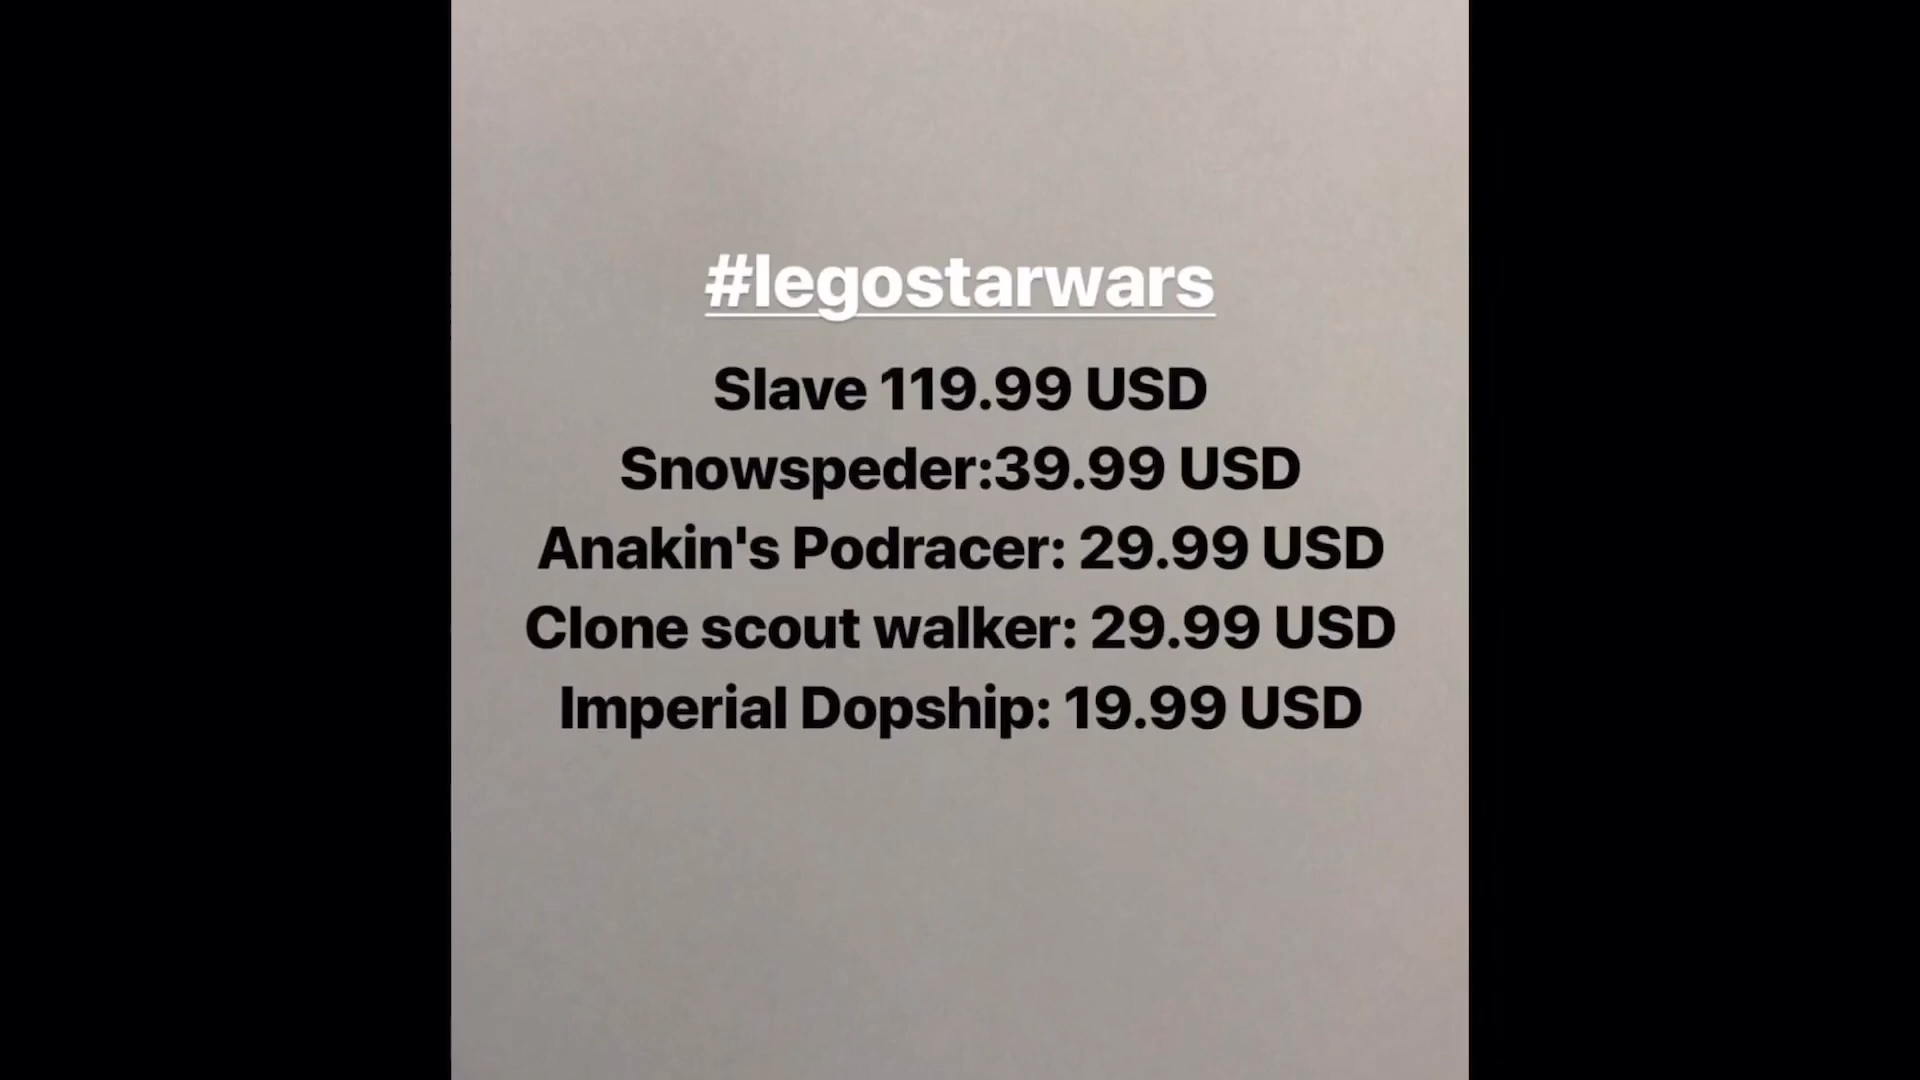 #legostarwars
Slave 119.99 USD
Snowspeder:39.99 USD
Anakin's Podracer: 29.99 USD
Clone scout walker: 29.99 USD
Imperial Dopship: 19.99 USD